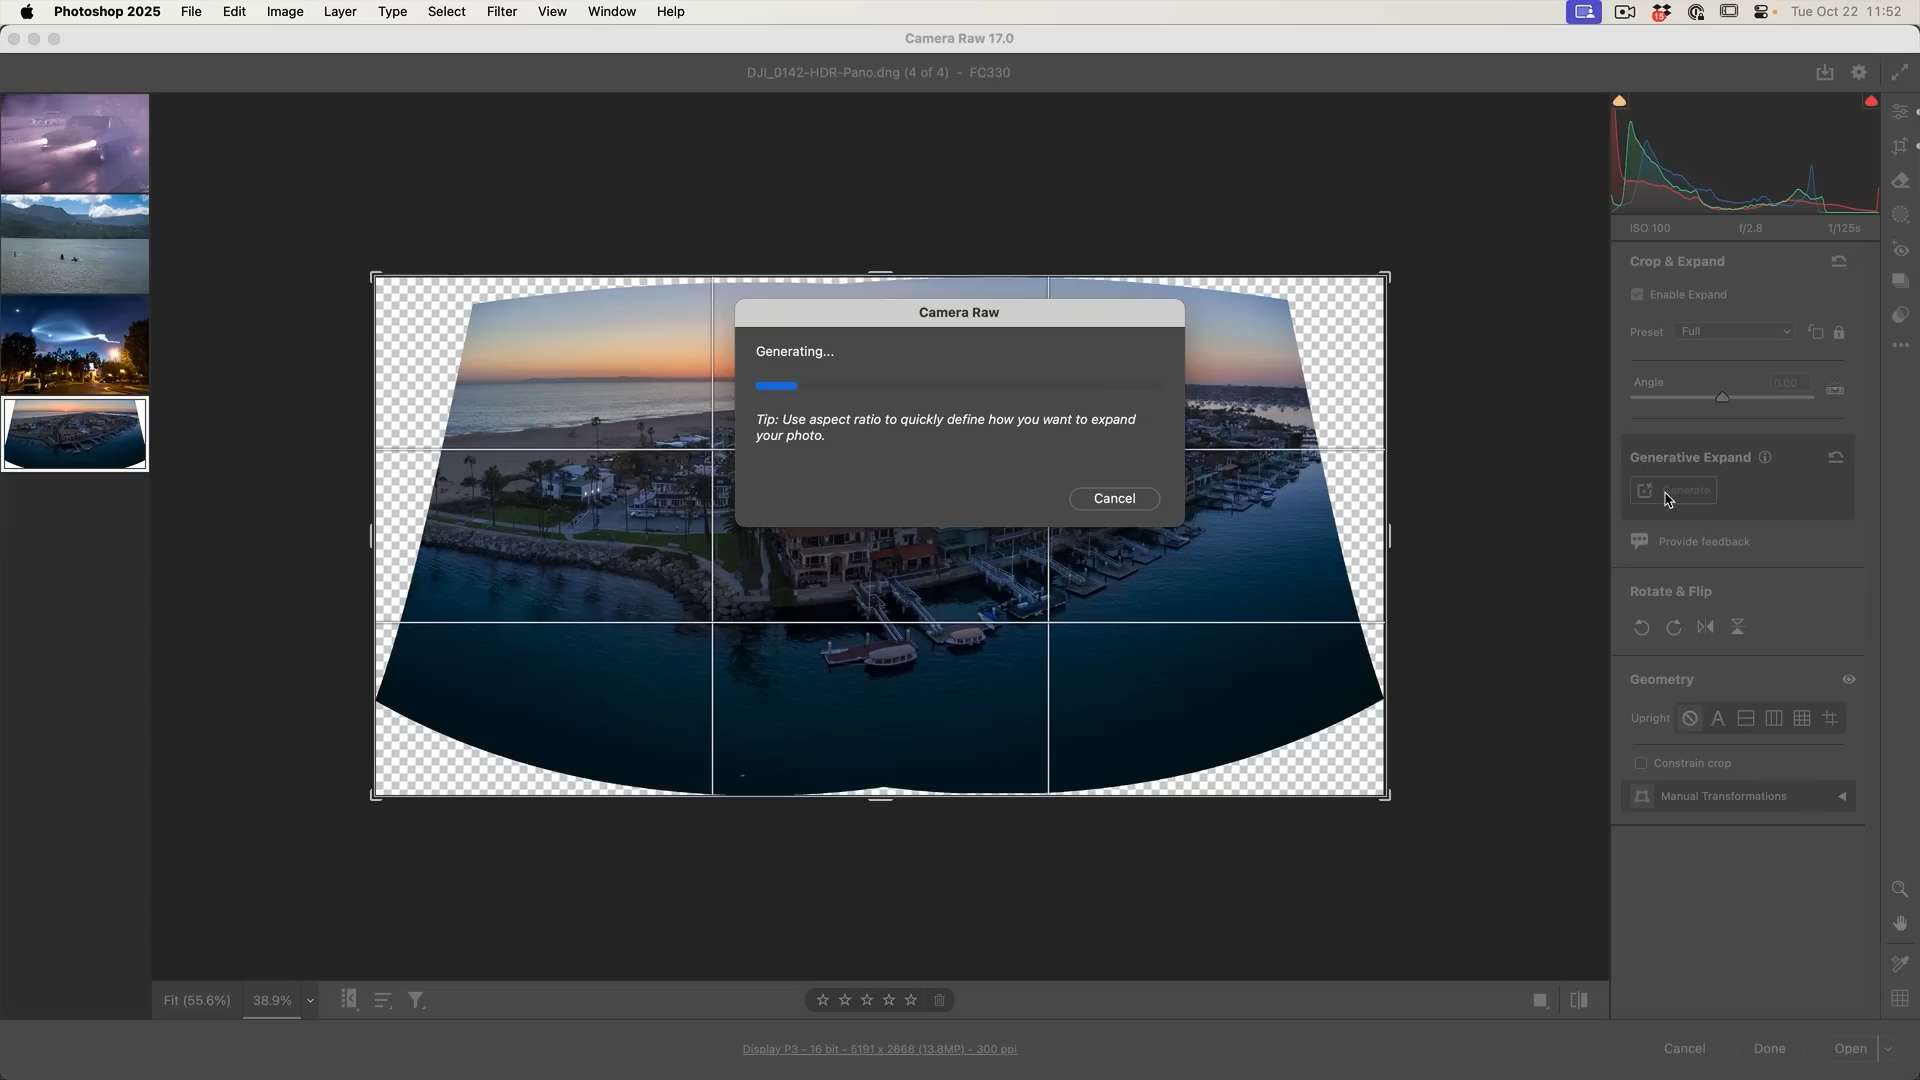 Photoshop 2025 File Edit Image Layer Type Select Filter View Window Help 15 Tue Oct 22 11:52
Camera Raw 17.0
DJI_0142-HDR-Pano.dng (4 of 4) - FC330
ISO 100 f/2.8 1/125s
Crop & Expand
Enable Expand
Preset Full
Angle 0.00
Generative Expand
Generate
Provide feedback
Rotate & Flip
Geometry
Upright A
Constrain crop
Manual Transformations
Camera Raw
Generating...
Tip: Use aspect ratio to quickly define how you want to expand
your photo.
Cancel
Fit (55.6%) 38.9%
Display P3 - 16 bit - 5191 x 2668 (13.8MP) - 300 ppi
Cancel Done Open